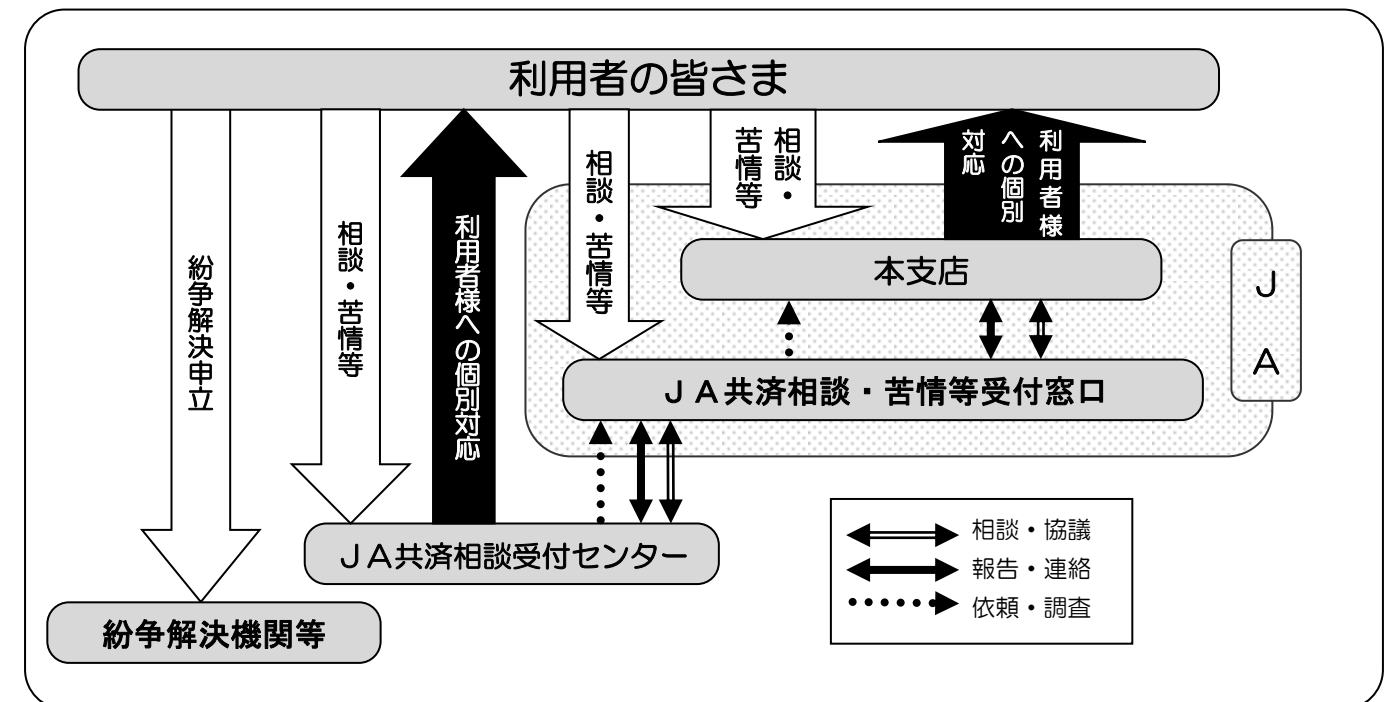 利用者の皆さま
紛争解決申立
相談・苦情等
利用者様への個別対応
相談・苦情等
相談・
苦情等
利用者様
への個別
対応
本支店
ＪＡ
ＪＡ共済相談・苦情等受付窓口
ＪＡ共済相談受付センター
紛争解決機関等
相談・協議
報告・連絡
依頼・調査